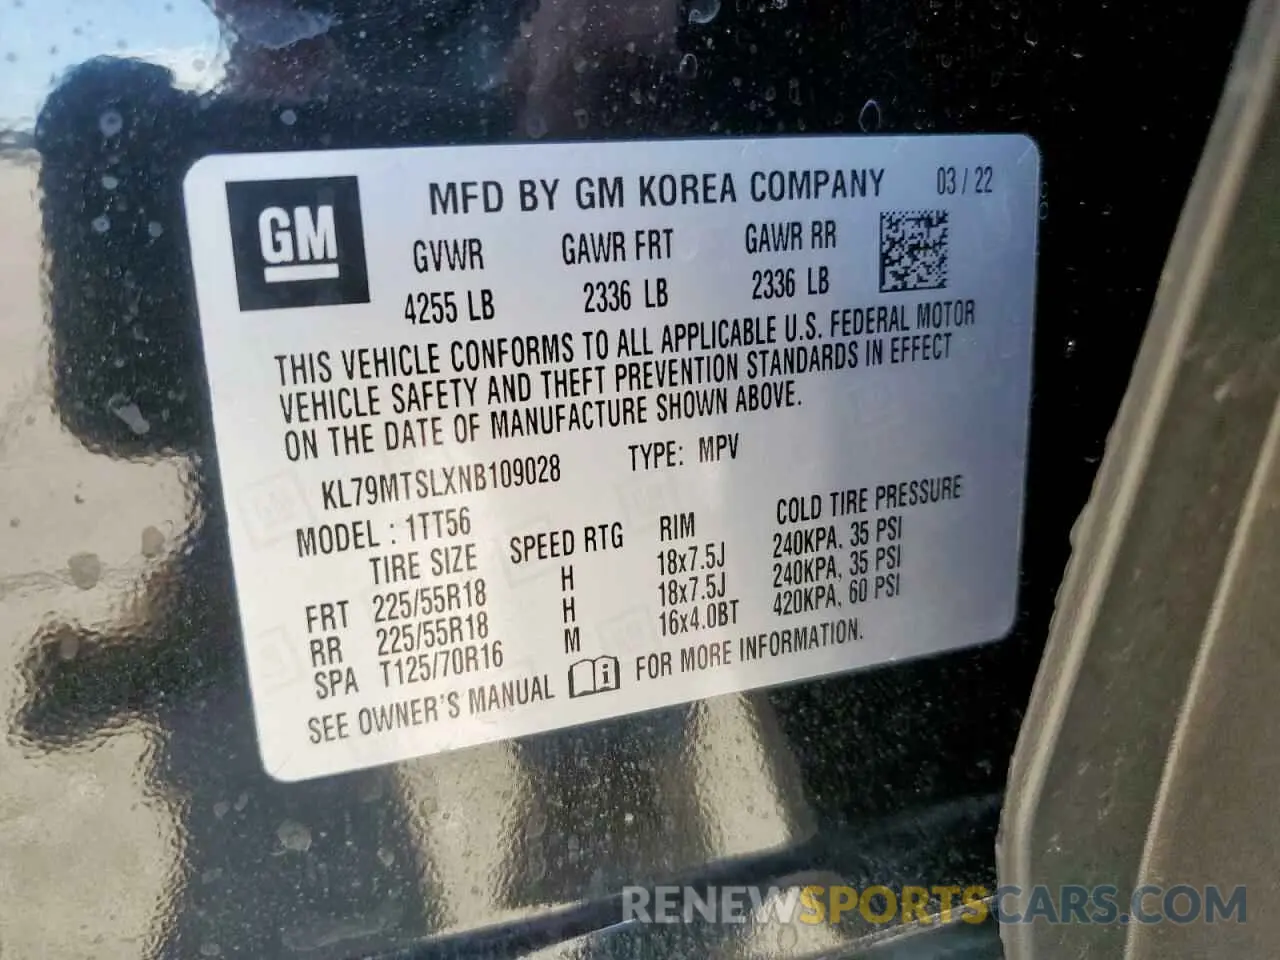 GM
MFD BY GM KOREA COMPANY 03 / 22
GVWR GAWR FRT GAWR RR
4255 LB 2336 LB 2336 LB
THIS VEHICLE CONFORMS TO ALL APPLICABLE U.S. FEDERAL MOTOR
VEHICLE SAFETY AND THEFT PREVENTION STANDARDS IN EFFECT
ON THE DATE OF MANUFACTURE SHOWN ABOVE.
KL79MTSLXNB109028 TYPE: MPV
MODEL : 1TT56
TIRE SIZE SPEED RTG RIM COLD TIRE PRESSURE
FRT 225/55R18 H 18x7.5J 240KPA, 35 PSI
RR 225/55R18 H 18x7.5J 240KPA, 35 PSI
SPA T125/70R16 M 16x4.0BT 420KPA, 60 PSI
SEE OWNER'S MANUAL i FOR MORE INFORMATION.
RENEWSPORTSCARS.COM